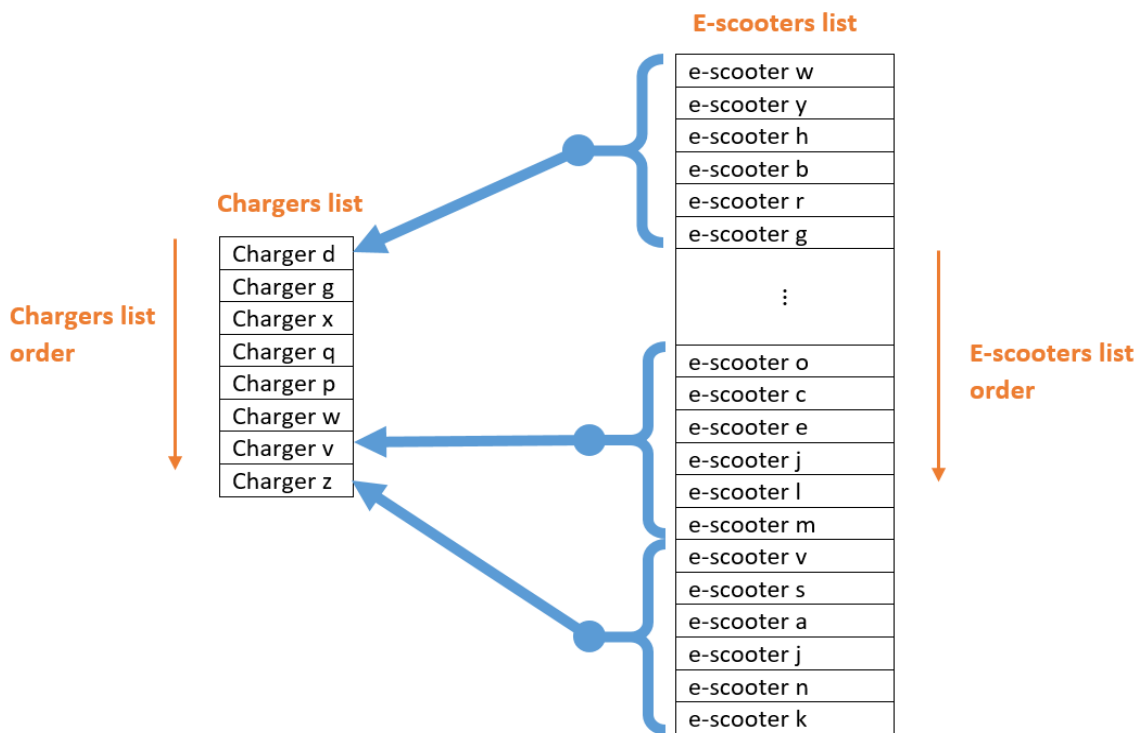 E-scooters list
e-scooter w
e-scooter y
e-scooter h
e-scooter b
e-scooter r
e-scooter g
⋮
e-scooter o
e-scooter c
e-scooter e
e-scooter j
e-scooter l
e-scooter m
e-scooter v
e-scooter s
e-scooter a
e-scooter j
e-scooter n
e-scooter k
Chargers list
Charger d
Charger g
Charger x
Charger q
Charger p
Charger w
Charger v
Charger z
Chargers list
order
E-scooters list
order